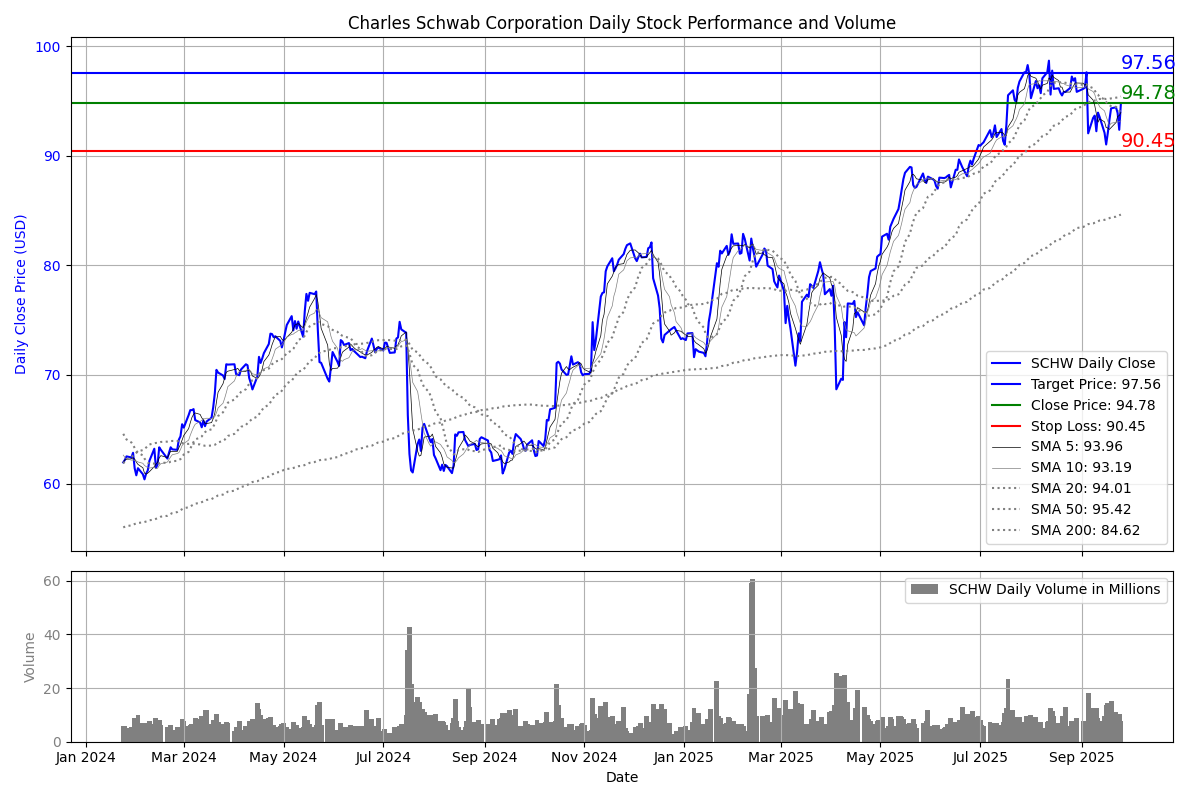 Charles Schwab Corporation Daily Stock Performance and Volume
100
90
80
70
60
Daily Close Price (USD)
97.56
94.78
90.45
SCHW Daily Close
Target Price: 97.56
Close Price: 94.78
Stop Loss: 90.45
SMA 5: 93.96
SMA 10: 93.19
SMA 20: 94.01
SMA 50: 95.42
SMA 200: 84.62
60
40
20
0
Volume
SCHW Daily Volume in Millions
Jan 2024 Mar 2024 May 2024 Jul 2024 Sep 2024 Nov 2024 Jan 2025 Mar 2025 May 2025 Jul 2025 Sep 2025
Date